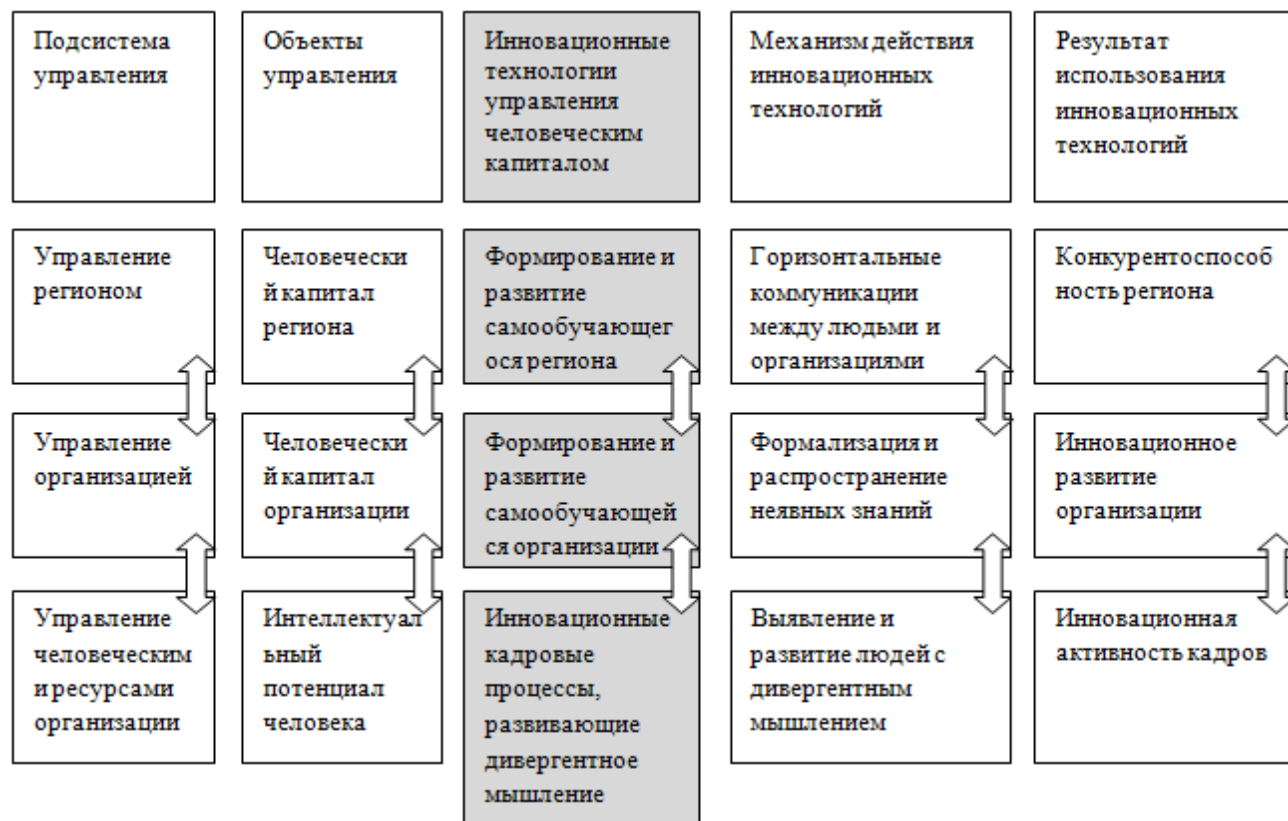 Подсистема
управления
Объекты
управления
Инновационные
технологии
управления
человеческим
капиталом
Механизм действия
инновационных
технологий
Результат
использования
инновационных
технологий
Управление
регионом
Человечески
й капитал
региона
Формирование и
развитие
самообучающег
ося региона
Горизонтальные
коммуникации
между людьми и
организациями
Конкурентоспособ
ность региона
Управление
организацией
Человечески
й капитал
организации
Формирование и
развитие
самообучающей
ся организации
Формализация и
распространение
неявных знаний
Инновационное
развитие
организации
Управление
человеческим
и ресурсами
организации
Интеллектуал
ьный
потенциал
человека
Инновационные
кадровые
процессы,
развивающие
дивергентное
мышление
Выявление и
развитие людей с
дивергентным
мышлением
Инновационная
активность кадров